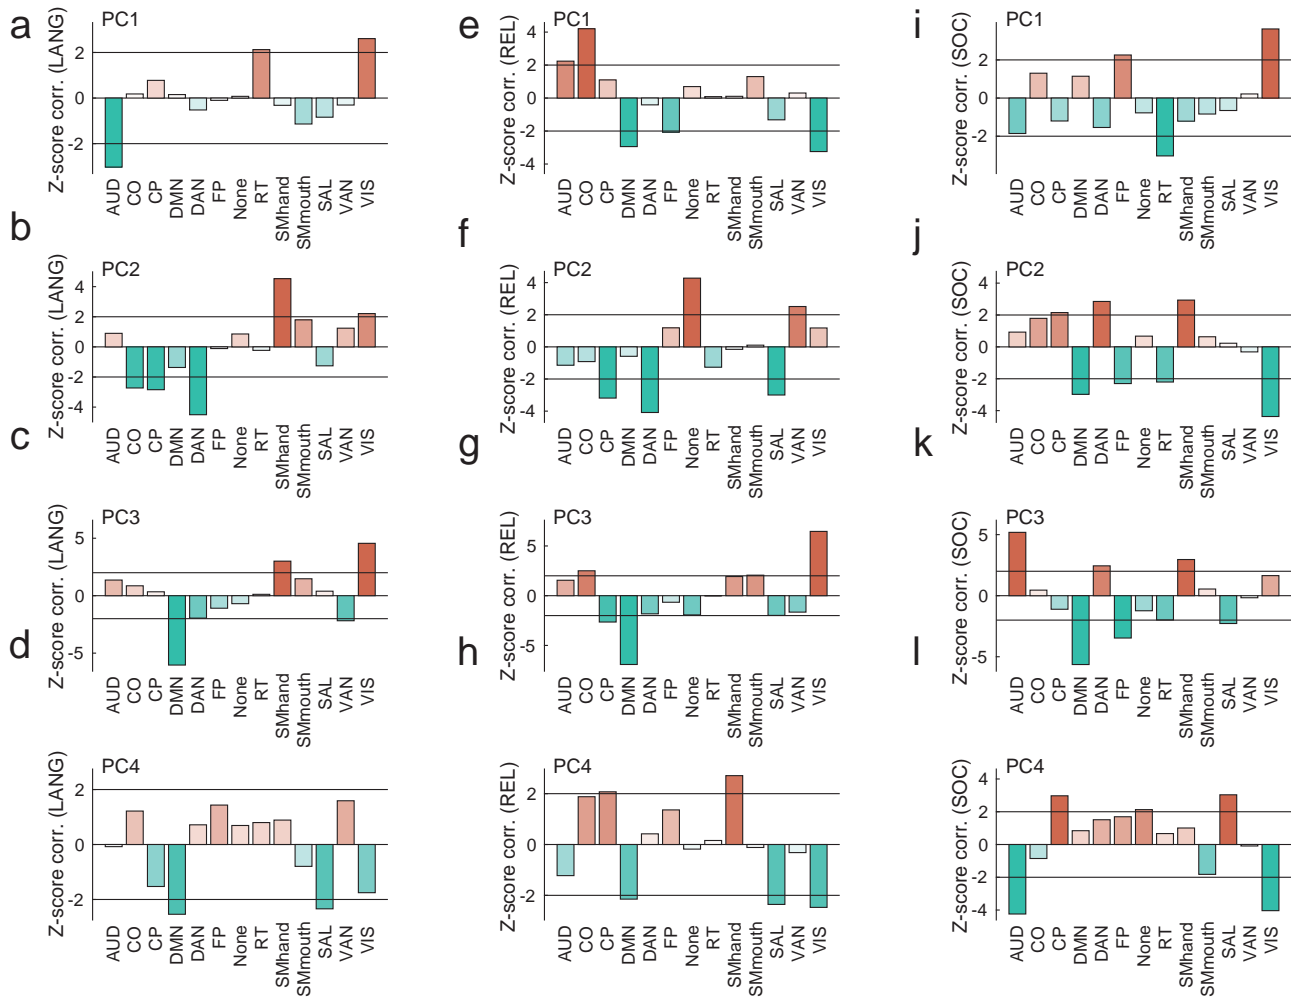 a
PC1
Z-score corr. (LANG)
2
0
-2
AUD CO CP DMN DAN FP None RT SMhand SMmouth SAL VAN VIS
e
PC1
Z-score corr. (REL)
4
2
0
-2
-4
AUD CO CP DMN DAN FP None RT SMhand SMmouth SAL VAN VIS
i
PC1
Z-score corr. (SOC)
2
0
-2
AUD CO CP DMN DAN FP None RT SMhand SMmouth SAL VAN VIS
b
PC2
Z-score corr. (LANG)
4
2
0
-2
-4
AUD CO CP DMN DAN FP None RT SMhand SMmouth SAL VAN VIS
f
PC2
Z-score corr. (REL)
4
2
0
-2
-4
AUD CO CP DMN DAN FP None RT SMhand SMmouth SAL VAN VIS
j
PC2
Z-score corr. (SOC)
4
2
0
-2
-4
AUD CO CP DMN DAN FP None RT SMhand SMmouth SAL VAN VIS
c
PC3
Z-score corr. (LANG)
5
0
-5
AUD CO CP DMN DAN FP None RT SMhand SMmouth SAL VAN VIS
g
PC3
Z-score corr. (REL)
5
0
-5
AUD CO CP DMN DAN FP None RT SMhand SMmouth SAL VAN VIS
k
PC3
Z-score corr. (SOC)
5
0
-5
AUD CO CP DMN DAN FP None RT SMhand SMmouth SAL VAN VIS
d
PC4
Z-score corr. (LANG)
2
0
-2
AUD CO CP DMN DAN FP None RT SMhand SMmouth SAL VAN VIS
h
PC4
Z-score corr. (REL)
2
0
-2
AUD CO CP DMN DAN FP None RT SMhand SMmouth SAL VAN VIS
l
PC4
Z-score corr. (SOC)
4
2
0
-2
-4
AUD CO CP DMN DAN FP None RT SMhand SMmouth SAL VAN VIS